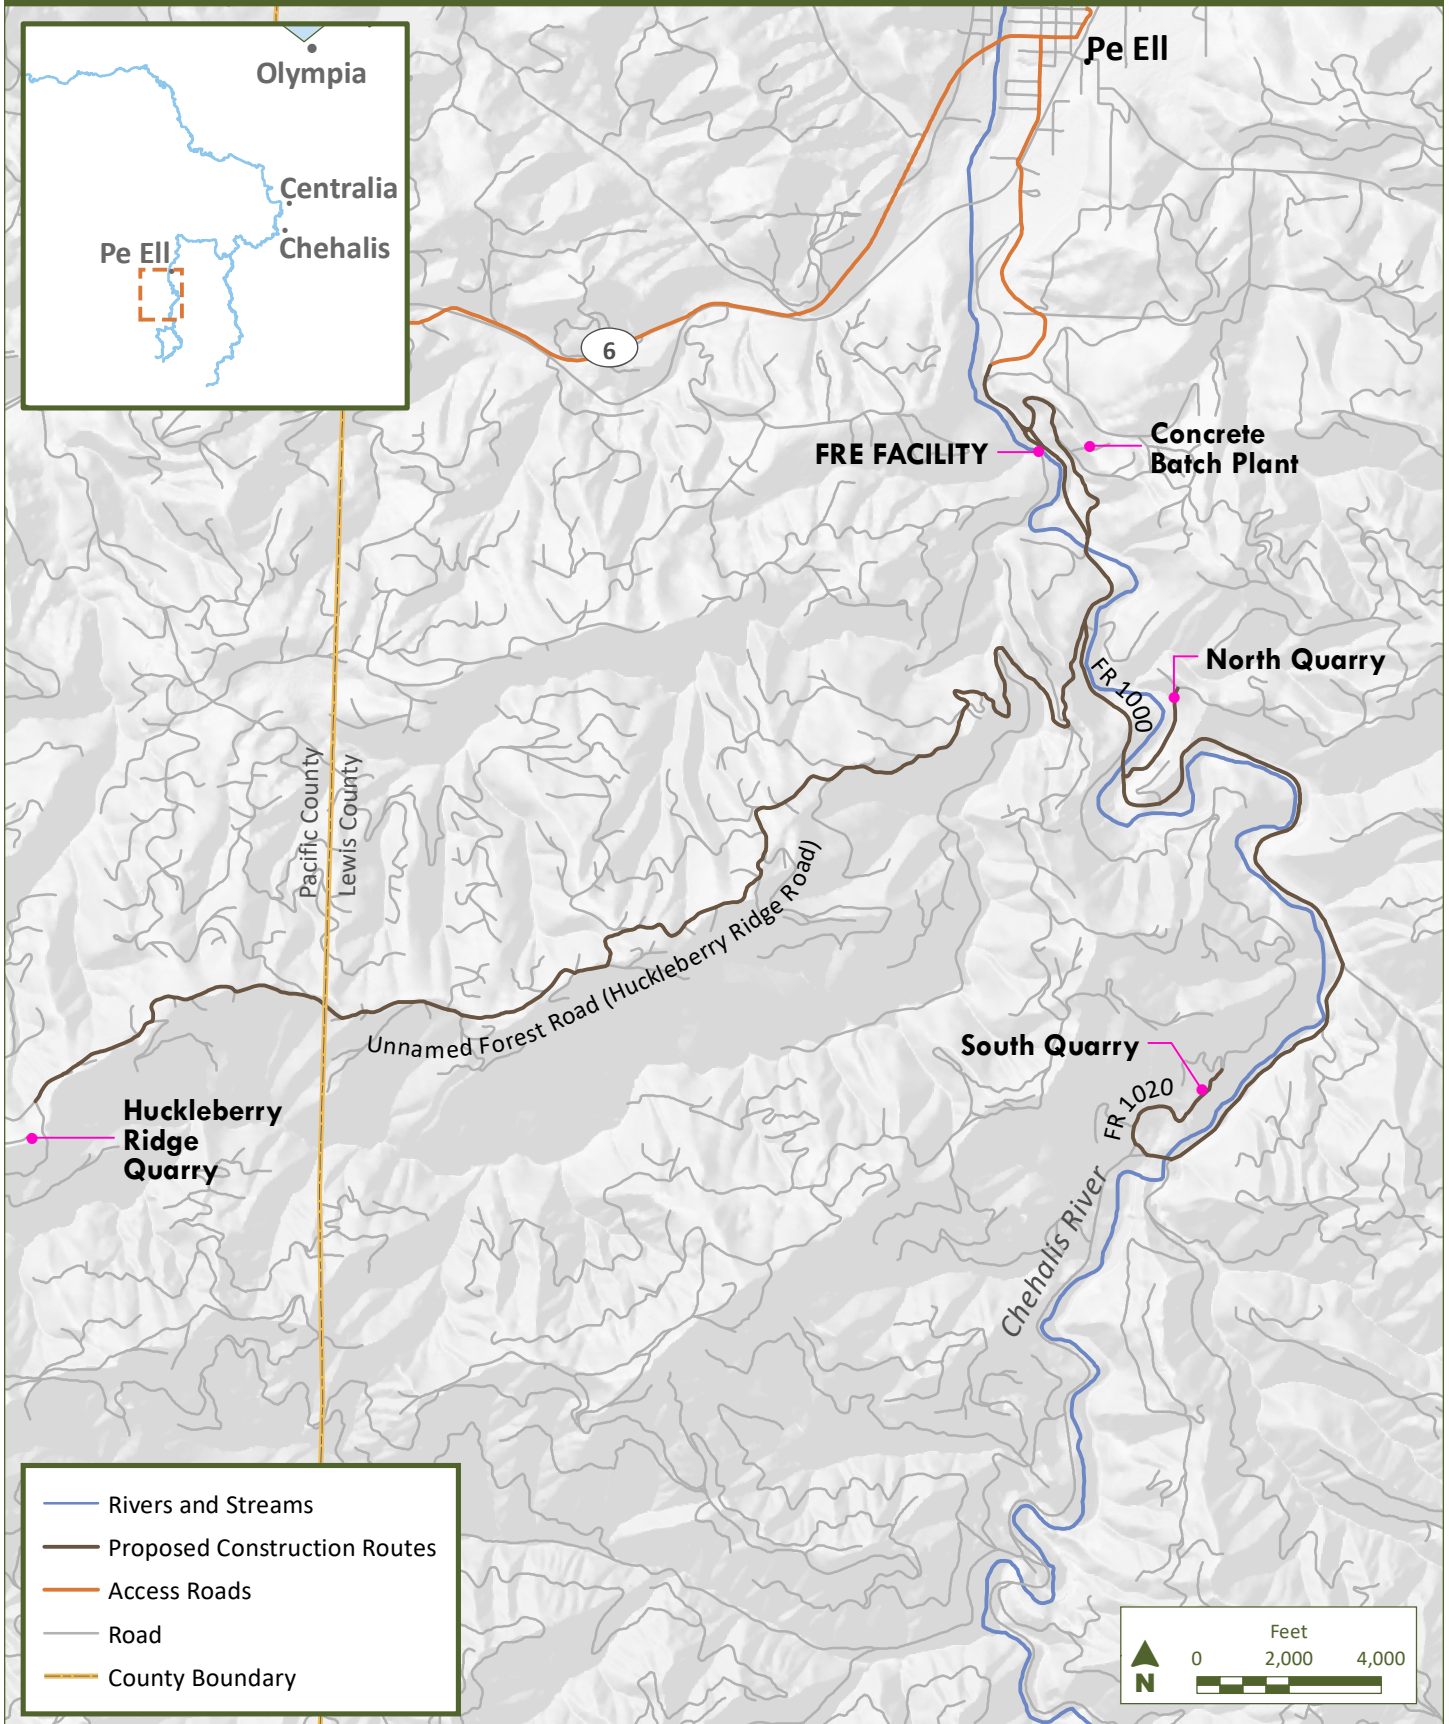 Olympia
Centralia
Chehalis
Pe Ell
Pe Ell
6
FRE FACILITY
Concrete
Batch Plant
North Quarry
FR 1000
Pacific County
Lewis County
Unnamed Forest Road (Huckleberry Ridge Road)
South Quarry
FR 1020
Huckleberry
Ridge
Quarry
Chehalis River
Rivers and Streams
Proposed Construction Routes
Access Roads
Road
County Boundary
Feet
0 2,000 4,000
N